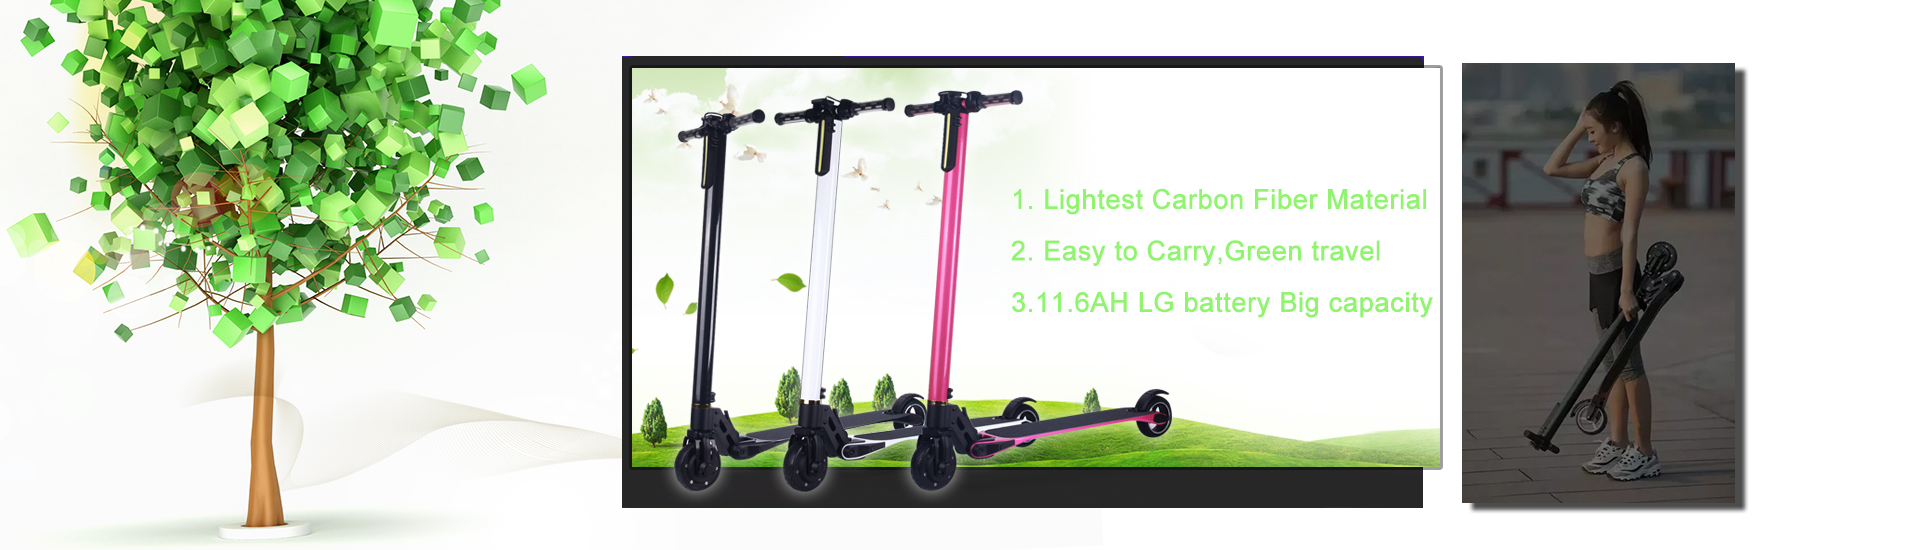 1. Lightest Carbon Fiber Material
2. Easy to Carry,Green travel
3.11.6AH LG battery Big capacity